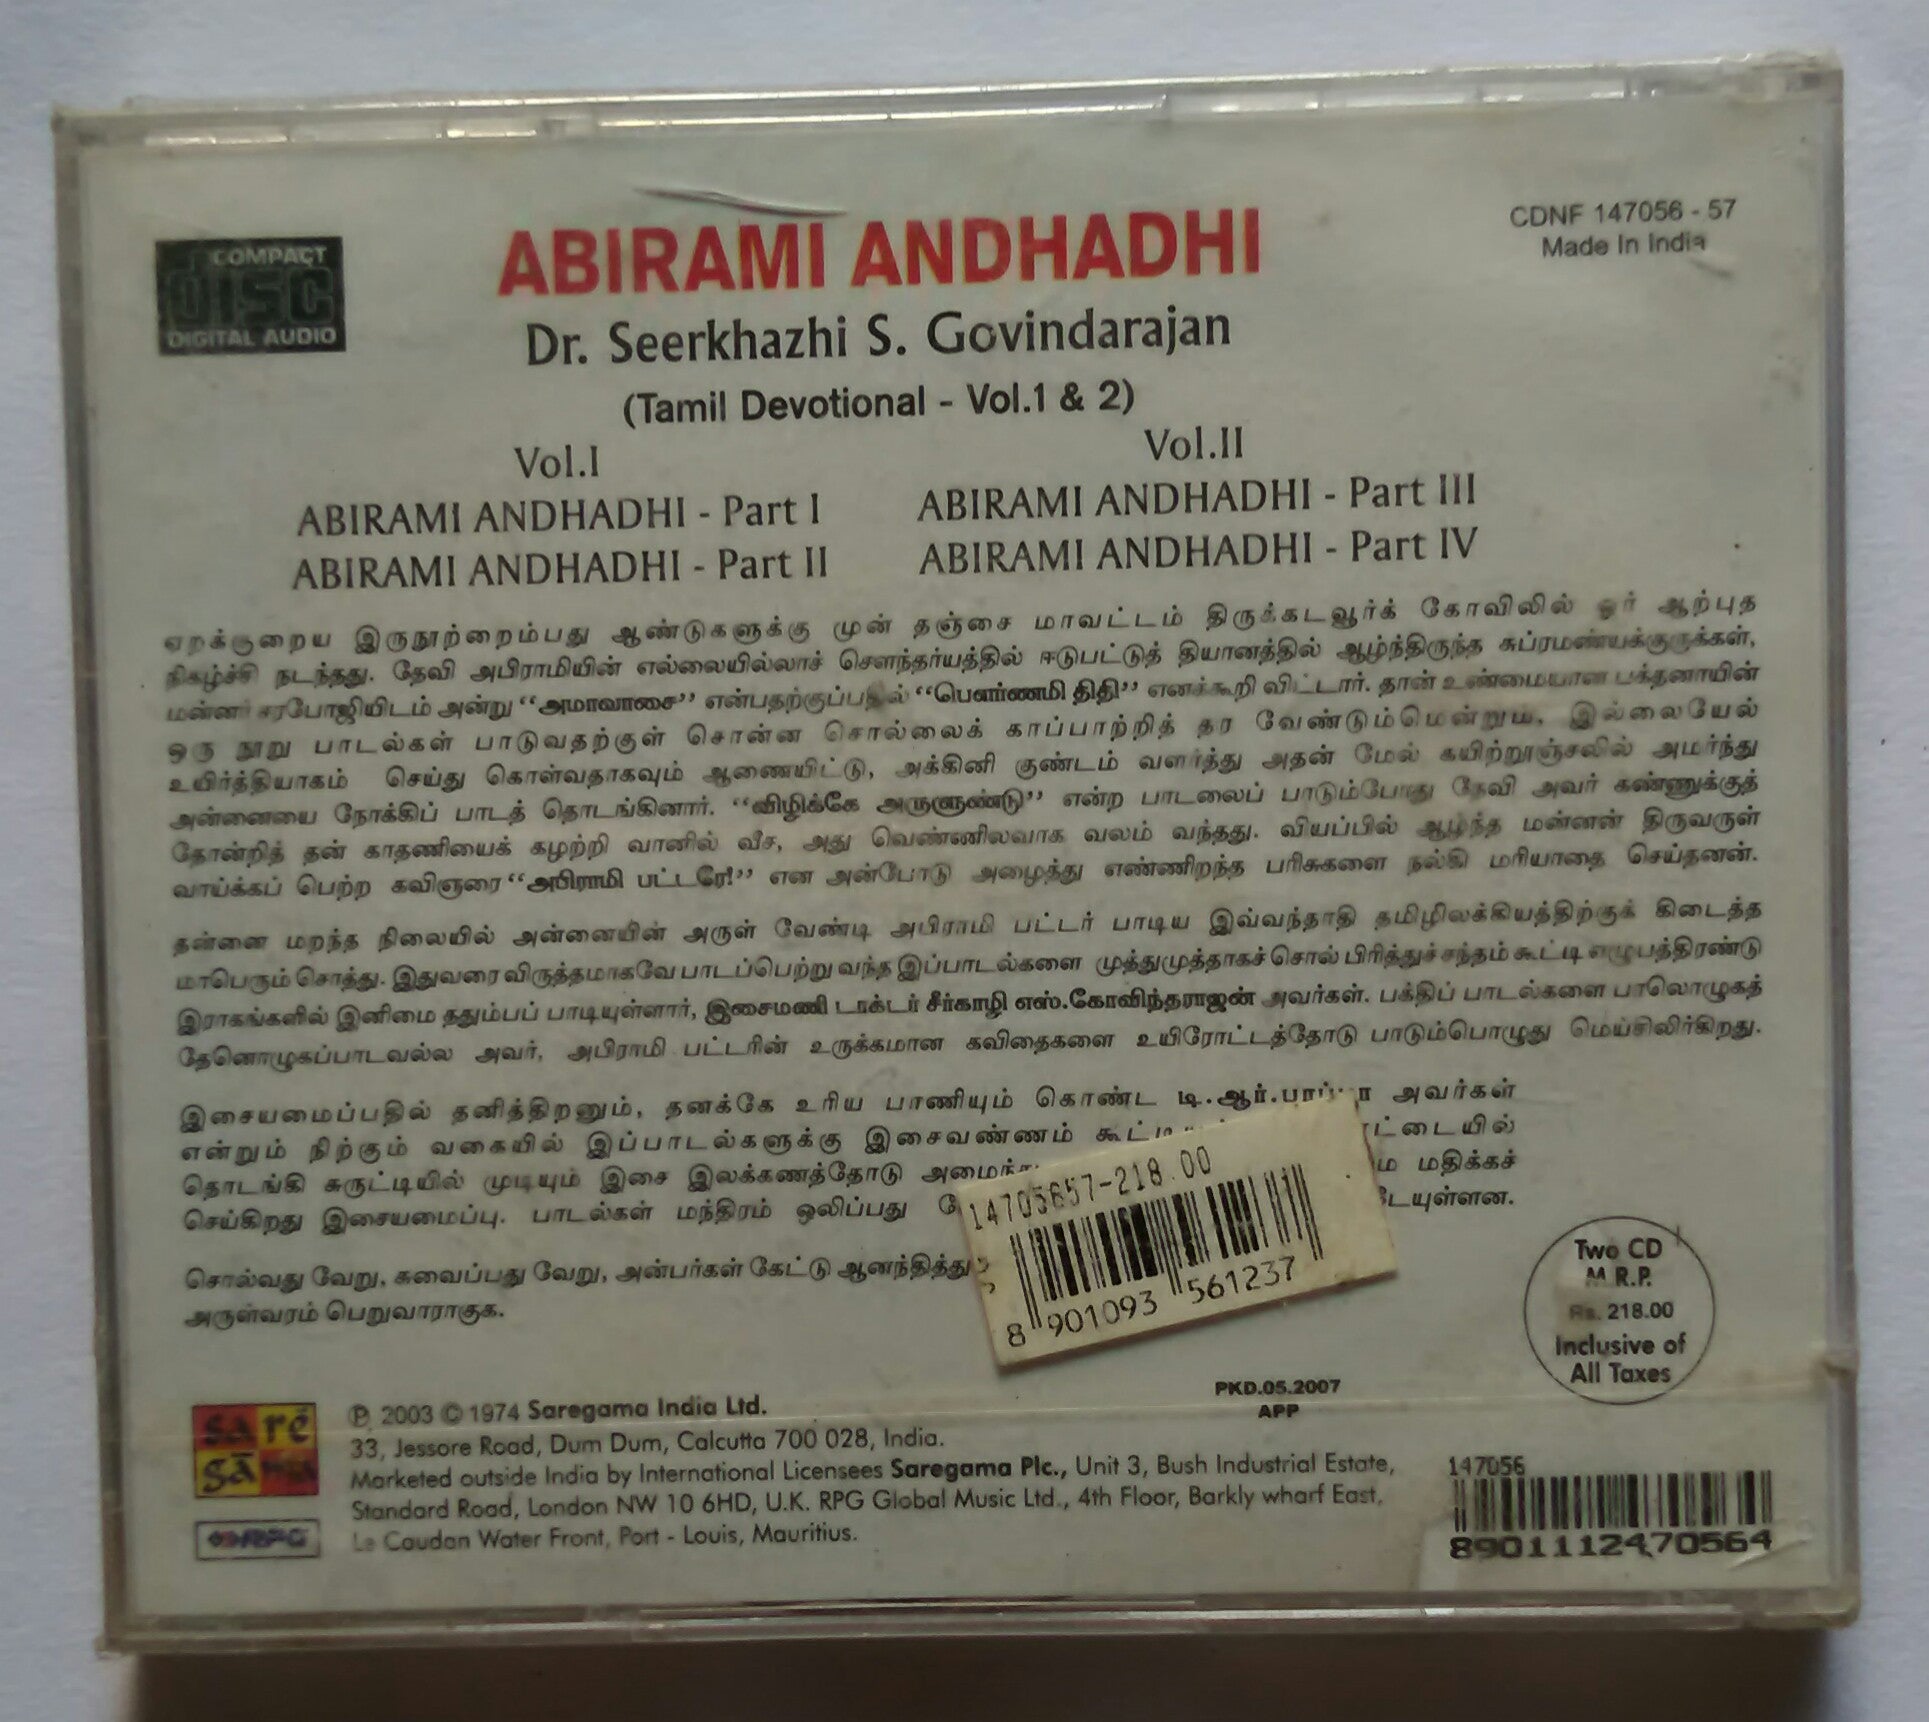 COMPACT
disc
DIGITAL AUDIO
ABIRAMI ANDHADHI
CDNF 147056 - 57
Made In India
Dr. Seerkhazhi S. Govindarajan
(Tamil Devotional - Vol.1 & 2)
Vol.I
ABIRAMI ANDHADHI - Part I
ABIRAMI ANDHADHI - Part II
Vol.II
ABIRAMI ANDHADHI - Part III
ABIRAMI ANDHADHI - Part IV
ஏறக்குறைய இருநூற்றைம்பது ஆண்டுகளுக்கு முன் தஞ்சை மாவட்டம் திருக்கடவூர்க் கோவிலில் ஓர் ஆற்புத
நிகழ்ச்சி நடந்தது. தேவி அபிராமியின் எல்லையில்லாச் சௌந்தர்யத்தில் ஈடுபட்டுத் தியானத்தில் ஆழ்ந்திருந்த சுப்ரமண்யக்குருக்கள்,
மன்னர் சரபோஜியிடம் அன்று “அமாவாசை” என்பதற்குப்பதில் “பௌர்ணமி திதி” எனக்கூறி விட்டார். தான் உண்மையான பக்தனாயின்
ஒரு நூறு பாடல்கள் பாடுவதற்குள் சொன்ன சொல்லைக் காப்பாற்றித் தர வேண்டும்மென்றும், இல்லையேல்
உயிர்த்தியாகம் செய்து கொள்வதாகவும் ஆணையிட்டு, அக்கினி குண்டம் வளர்த்து அதன் மேல் கயிற்றூஞ்சலில் அமர்ந்து
அன்னையை நோக்கிப் பாடத் தொடங்கினார். “விழிக்கே அருளுண்டு” என்ற பாடலைப் பாடும்போது தேவி அவர் கண்ணுக்குத்
தோன்றித் தன் காதணியைக் கழற்றி வானில் வீச, அது வெண்ணிலவாக வலம் வந்தது. வியப்பில் ஆழ்ந்த மன்னன் திருவருள்
வாய்க்கப் பெற்ற கவிஞரை “அபிராமி பட்டரே!” என அன்போடு அழைத்து எண்ணிறந்த பரிசுகளை நல்கி மரியாதை செய்தனன்.
தன்னை மறந்த நிலையில் அன்னையின் அருள் வேண்டி அபிராமி பட்டர் பாடிய இவ்வந்தாதி தமிழிலக்கியத்திற்குக் கிடைத்த
மாபெரும் சொத்து. இதுவரை விருத்தமாகவே பாடப்பெற்று வந்த இப்பாடல்களை முத்துமுத்தாகச் சொல் பிரித்துச்சந்தம் கூட்டி எழுபத்திரண்டு
இராகங்களில் இனிமை ததும்பப் பாடியுள்ளார், இசைமணி டாக்டர் சீர்காழி எஸ்.கோவிந்தராஜன் அவர்கள். பக்திப் பாடல்களை பாலொழுகத்
தேனொழுகப்பாடவல்ல அவர், அபிராமி பட்டரின் உருக்கமான கவிதைகளை உயிரோட்டத்தோடு பாடும்பொழுது மெய்சிலிர்கிறது.
இசையமைப்பதில் தனித்திறனும், தனக்கே உரிய பாணியும் கொண்ட டி.ஆர்.பாப்பா அவர்கள்
என்றும் நிற்கும் வகையில் இப்பாடல்களுக்கு இசைவண்ணம்
தொடங்கி சுருட்டியில் முடியும் இசை இலக்கணத்தோடு மதிக்கச்
செய்கிறது இசையமைப்பு. பாடல்கள் மந்திரம் ஒலிப்பது
சொல்வது வேறு, சுவைப்பது வேறு, அன்பர்கள் கேட்டு
அருள்வரம் பெறுவாராகுக.
14705657-218.00
8 901093 561237
Two CD
M.R.P.
Rs. 218.00
Inclusive of
All Taxes
PKD.05.2007
APP
sa rē
gā ma
RPG
℗ 2003 © 1974 Saregama India Ltd.
33, Jessore Road, Dum Dum, Calcutta 700 028, India.
Marketed outside India by International Licensees Saregama Plc., Unit 3, Bush Industrial Estate,
Standard Road, London NW 10 6HD, U.K. RPG Global Music Ltd., 4th Floor, Barkly wharf East,
Le Caudan Water Front, Port - Louis, Mauritius.
147056
8901112470564